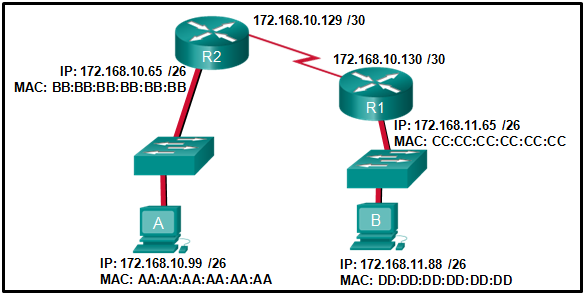 172.168.10.129 /30
R2
172.168.10.130 /30
IP: 172.168.10.65 /26
MAC: BB:BB:BB:BB:BB:BB
R1
IP: 172.168.11.65 /26
MAC: CC:CC:CC:CC:CC:CC
A
B
IP: 172.168.10.99 /26
MAC: AA:AA:AA:AA:AA:AA
IP: 172.168.11.88 /26
MAC: DD:DD:DD:DD:DD:DD